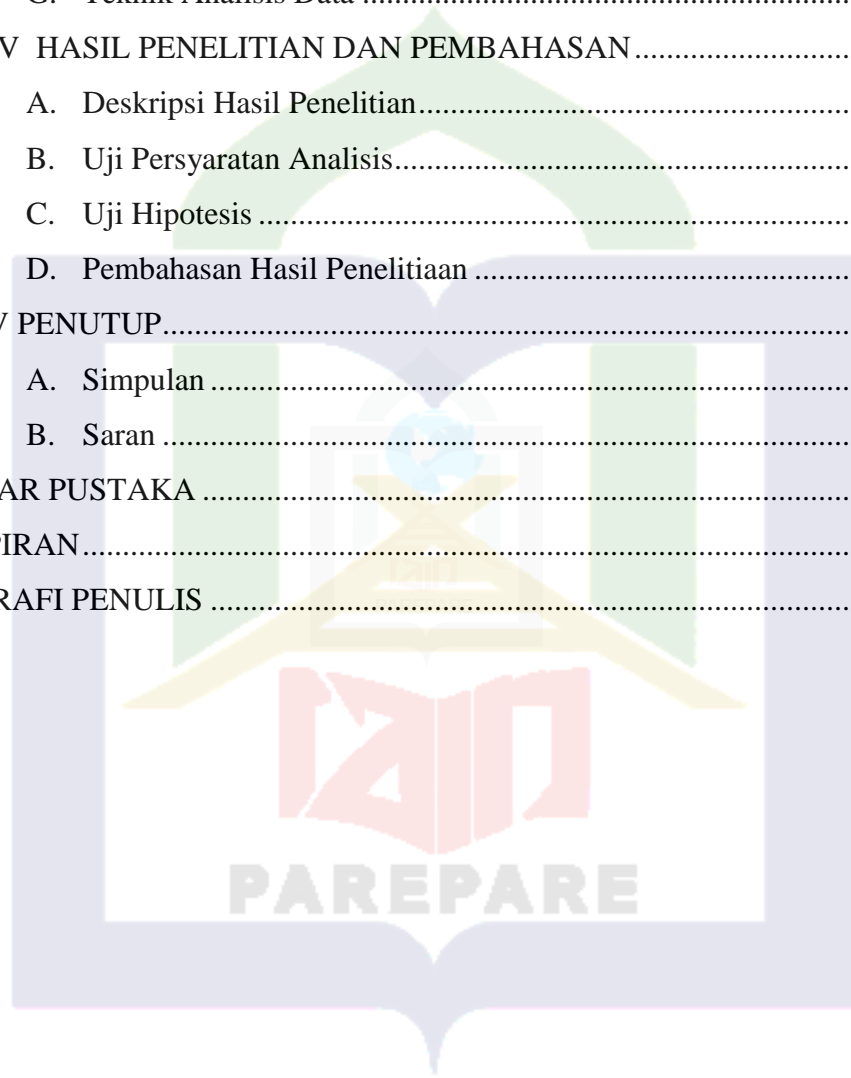 Teknik Analisis Data ...........................................................................
V HASIL PENELITIAN DAN PEMBAHASAN ..............................
A. Deskripsi Hasil Penelitian............................................................
B. Uji Persyaratan Analisis...............................................................
C. Uji Hipotesis .................................................................................
D. Pembahasan Hasil Penelitiaan ....................................................
V PENUTUP............................................................................................
A. Simpulan .......................................................................................
B. Saran ..............................................................................................
AR PUSTAKA ........................................................................................
PIRAN........................................................................................................
RAFI PENULIS .......................................................................................
iain
PAREPARE